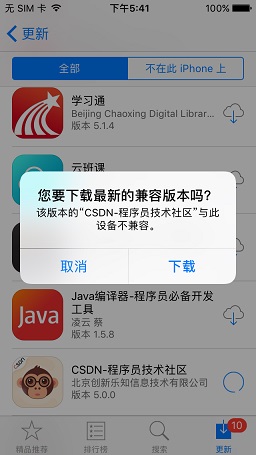 无 SIM 卡 下午5:41 100%
更新
全部 不在此 iPhone 上
学习通
Beijing Chaoxing Digital Librar...
版本 5.1.4
云班课
您要下载最新的兼容版本吗?
该版本的“CSDN-程序员技术社区”与此
设备不兼容。
取消 下载
Java
Java编译器-程序员必备开发
工具
凌云 蔡
版本 1.5.8
CSDN
CSDN-程序员技术社区
北京创新乐知信息技术有限公司
版本 5.0.0
10
精品推荐 排行榜 搜索 更新